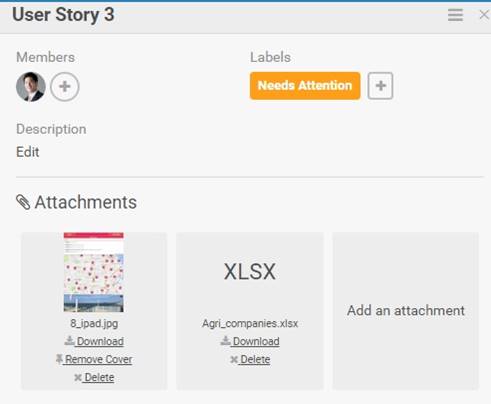 User Story 3
Members
Labels
Needs Attention
Description
Edit
Attachments
8_ipad.jpg
Download
Remove Cover
Delete
XLSX
Agri_companies.xlsx
Download
Delete
Add an attachment